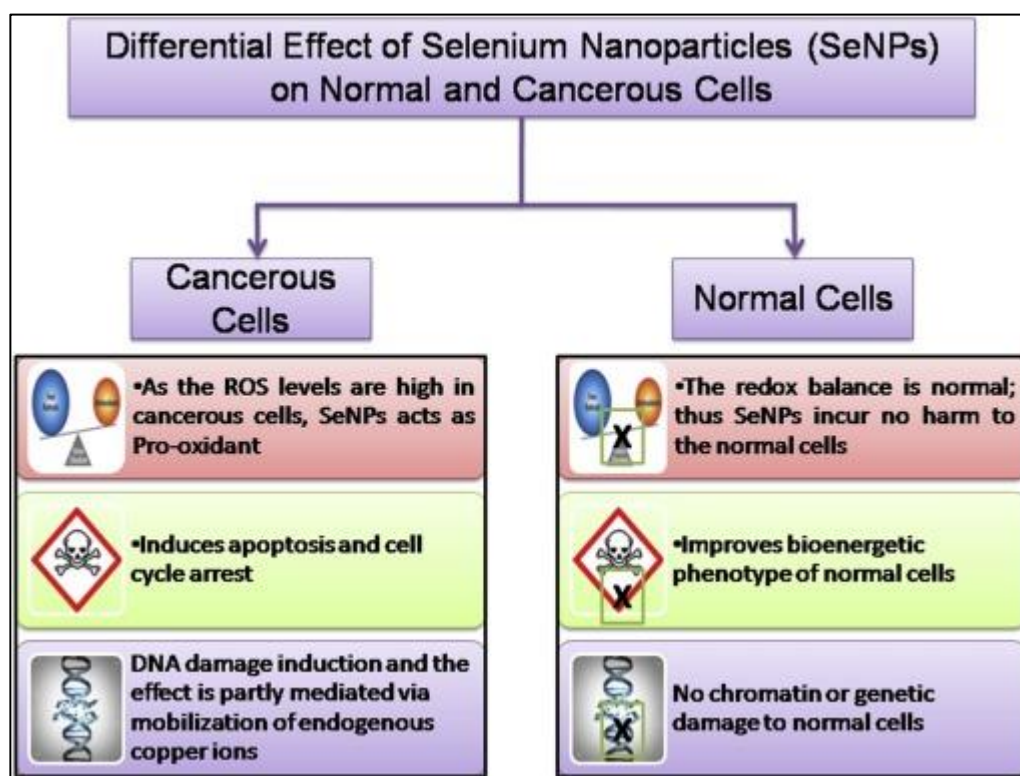 Differential Effect of Selenium Nanoparticles (SeNPs)
on Normal and Cancerous Cells
Cancerous
Cells
•As the ROS levels are high in
cancerous cells, SeNPs acts as
Pro-oxidant
•Induces apoptosis and cell
cycle arrest
DNA damage induction and the
effect is partly mediated via
mobilization of endogenous
copper ions
Normal Cells
•The redox balance is normal;
thus SeNPs incur no harm to
the normal cells
X
•Improves bioenergetic
phenotype of normal cells
X
No chromatin or genetic
damage to normal cells
X